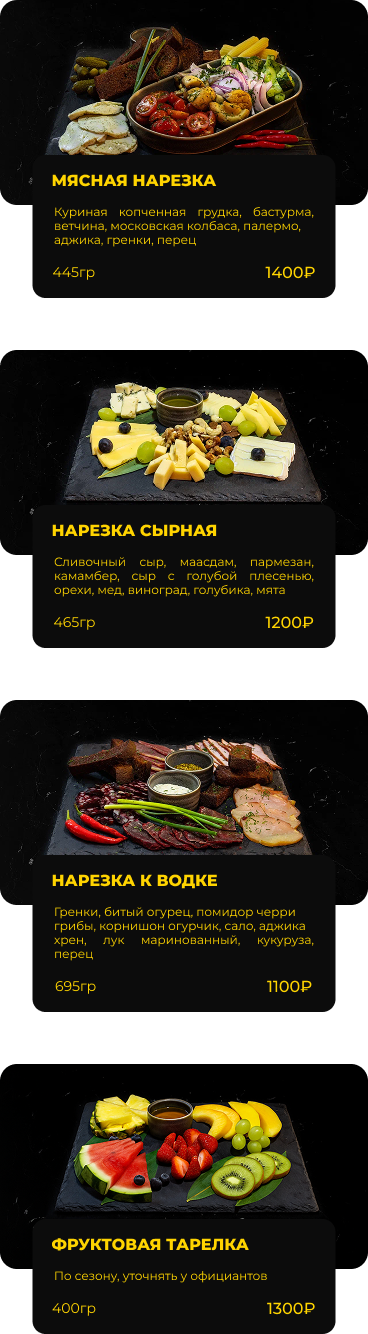 МЯСНАЯ НАРЕЗКА
Куриная копченная грудка, бастурма,
ветчина, московская колбаса, палермо,
аджика, гренки, перец
445гр 1400₽
НАРЕЗКА СЫРНАЯ
Сливочный сыр, маасдам, пармезан,
камамбер, сыр с голубой плесенью,
орехи, мед, виноград, голубика, мята
465гр 1200₽
НАРЕЗКА К ВОДКЕ
Гренки, битый огурец, помидор черри
грибы, корнишон огурчик, сало, аджика
хрен, лук маринованный, кукуруза,
перец
695гр 1100₽
ФРУКТОВАЯ ТАРЕЛКА
По сезону, уточнять у официантов
400гр 1300₽